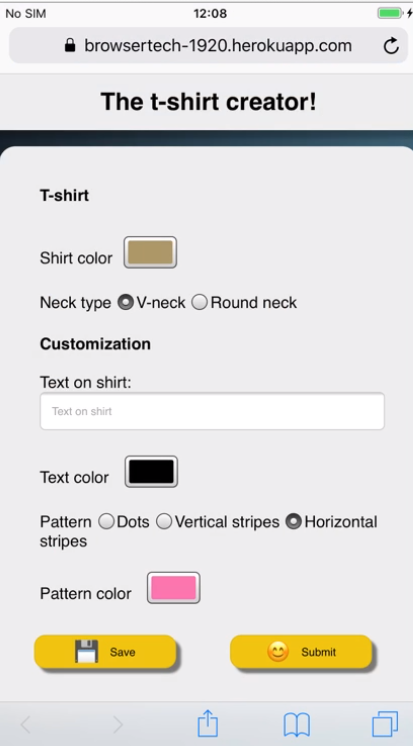 No SIM 12:08
browsertech-1920.herokuapp.com
The t-shirt creator!
T-shirt
Shirt color
Neck type V-neck Round neck
Customization
Text on shirt:
Text on shirt
Text color
Pattern Dots Vertical stripes Horizontal
stripes
Pattern color
Save Submit